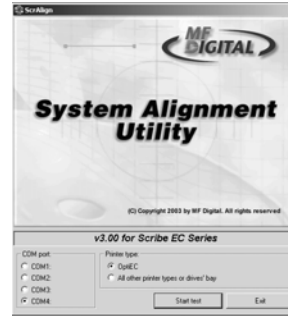 ScrAlign
MF
DIGITAL
System Alignment
Utility
(C) Copyright 2003 by MF Digital. All rights reserved
v3.00 for Scribe EC Series
COM port:
COM1:
COM2:
COM3:
COM4:
Printer type:
OptiEC
All other printer types or drives' bay
Start test
Exit